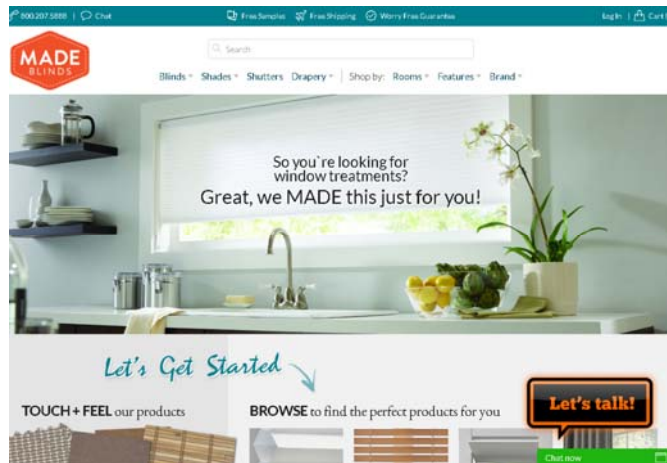 800.207.5888 | Chat
Free Samples Free Shipping Worry Free Guarantee
Log In | Cart
MADE
BLINDS
Search
Blinds Shades Shutters Drapery | Shop by: Rooms Features Brand
So you`re looking for
window treatments?
Great, we MADE this just for you!
Let's Get Started
TOUCH + FEEL our products
BROWSE to find the perfect products for you
Let's talk!
Chat now